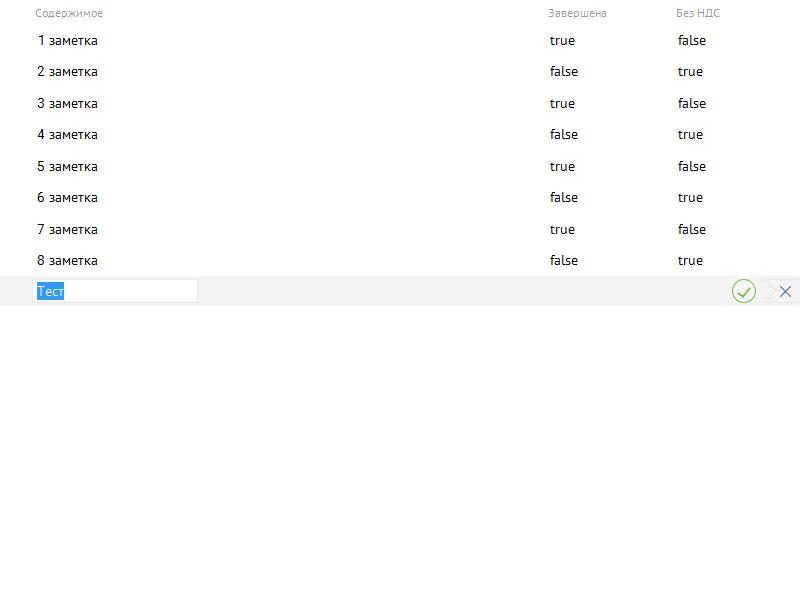 Содержимое Завершена Без НДС
1 заметка true false
2 заметка false true
3 заметка true false
4 заметка false true
5 заметка true false
6 заметка false true
7 заметка true false
8 заметка false true
Тест